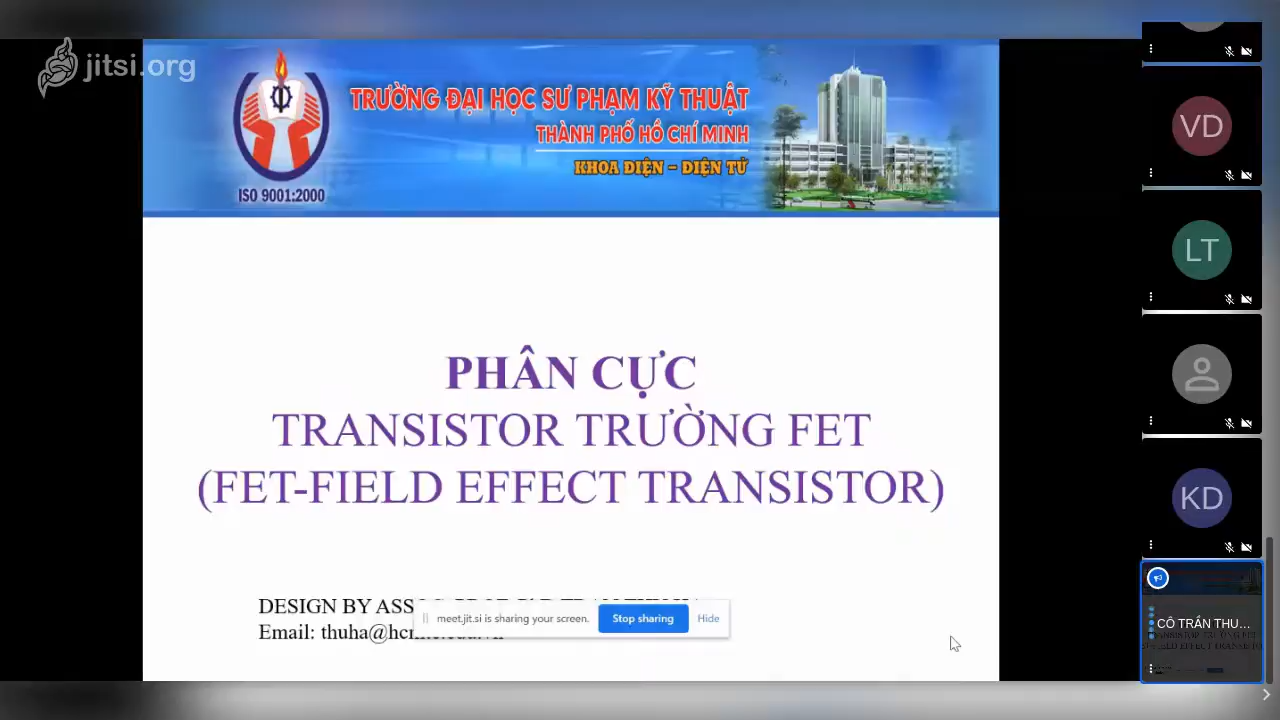 jitsi.org
TRƯỜNG ĐẠI HỌC SƯ PHẠM KỸ THUẬT
THÀNH PHỐ HỒ CHÍ MINH
KHOA ĐIỆN – ĐIỆN TỬ
ISO 9001:2000
PHÂN CỰC
TRANSISTOR TRƯỜNG FET
(FET-FIELD EFFECT TRANSISTOR)
DESIGN BY
Email:
meet.jit.si is sharing your screen.
Stop sharing
Hide
VD
LT
KD
CÔ TRẦN THU...